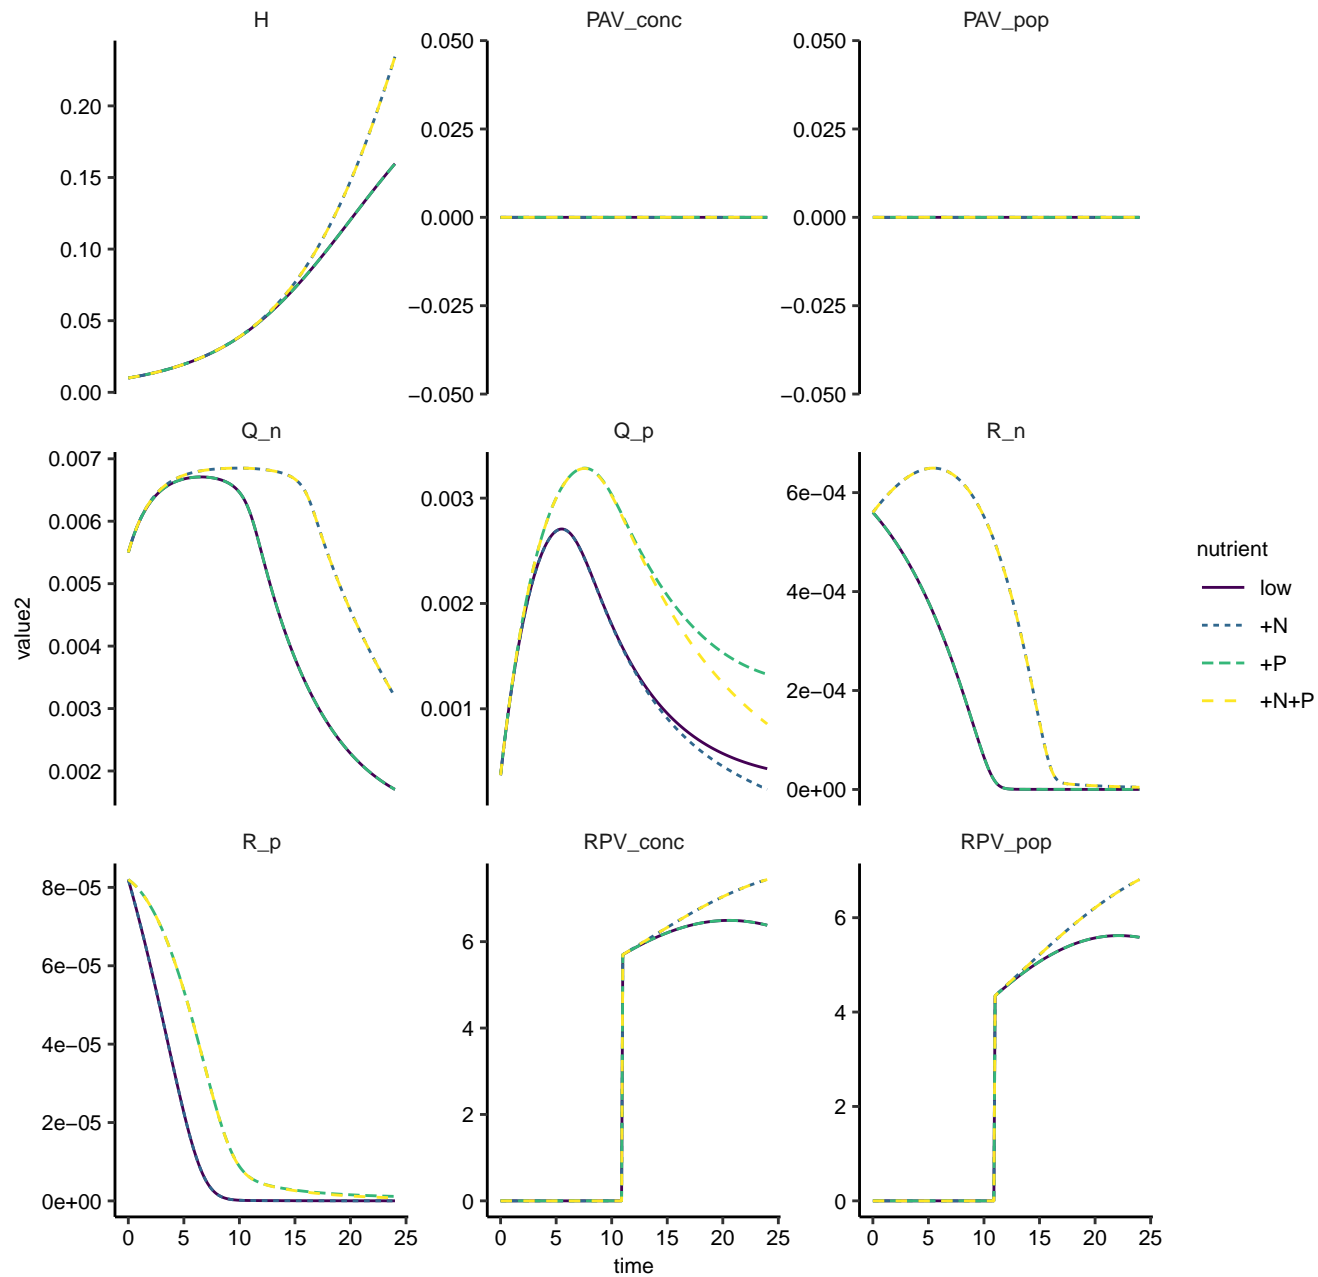 H
PAV_conc
PAV_pop
0.20
0.15
0.10
0.05
0.00
0.050
0.025
0.000
−0.025
−0.050
0.050
0.025
0.000
−0.025
−0.050
Q_n
Q_p
R_n
0.007
0.006
0.005
0.004
0.003
0.002
0.003
0.002
0.001
6e−04
4e−04
2e−04
0e+00
R_p
RPV_conc
RPV_pop
8e−05
6e−05
4e−05
2e−05
0e+00
6
4
2
0
6
4
2
0
0 5 10 15 20 25
0 5 10 15 20 25
0 5 10 15 20 25
time
value2
nutrient
low
+N
+P
+N+P